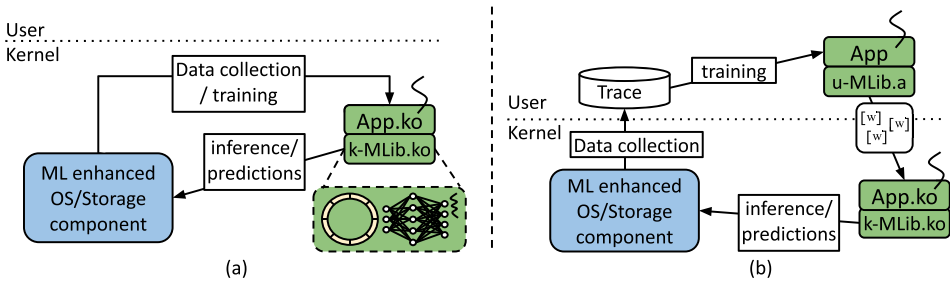 User
Kernel
Data collection
/ training
App.ko
k-MLib.ko
inference/
predictions
ML enhanced
OS/Storage
component
(a)
App
u-MLib.a
training
Trace
User
Kernel
[w]
[w]
[w]
Data collection
ML enhanced
OS/Storage
component
inference/
predictions
App.ko
k-MLib.ko
(b)